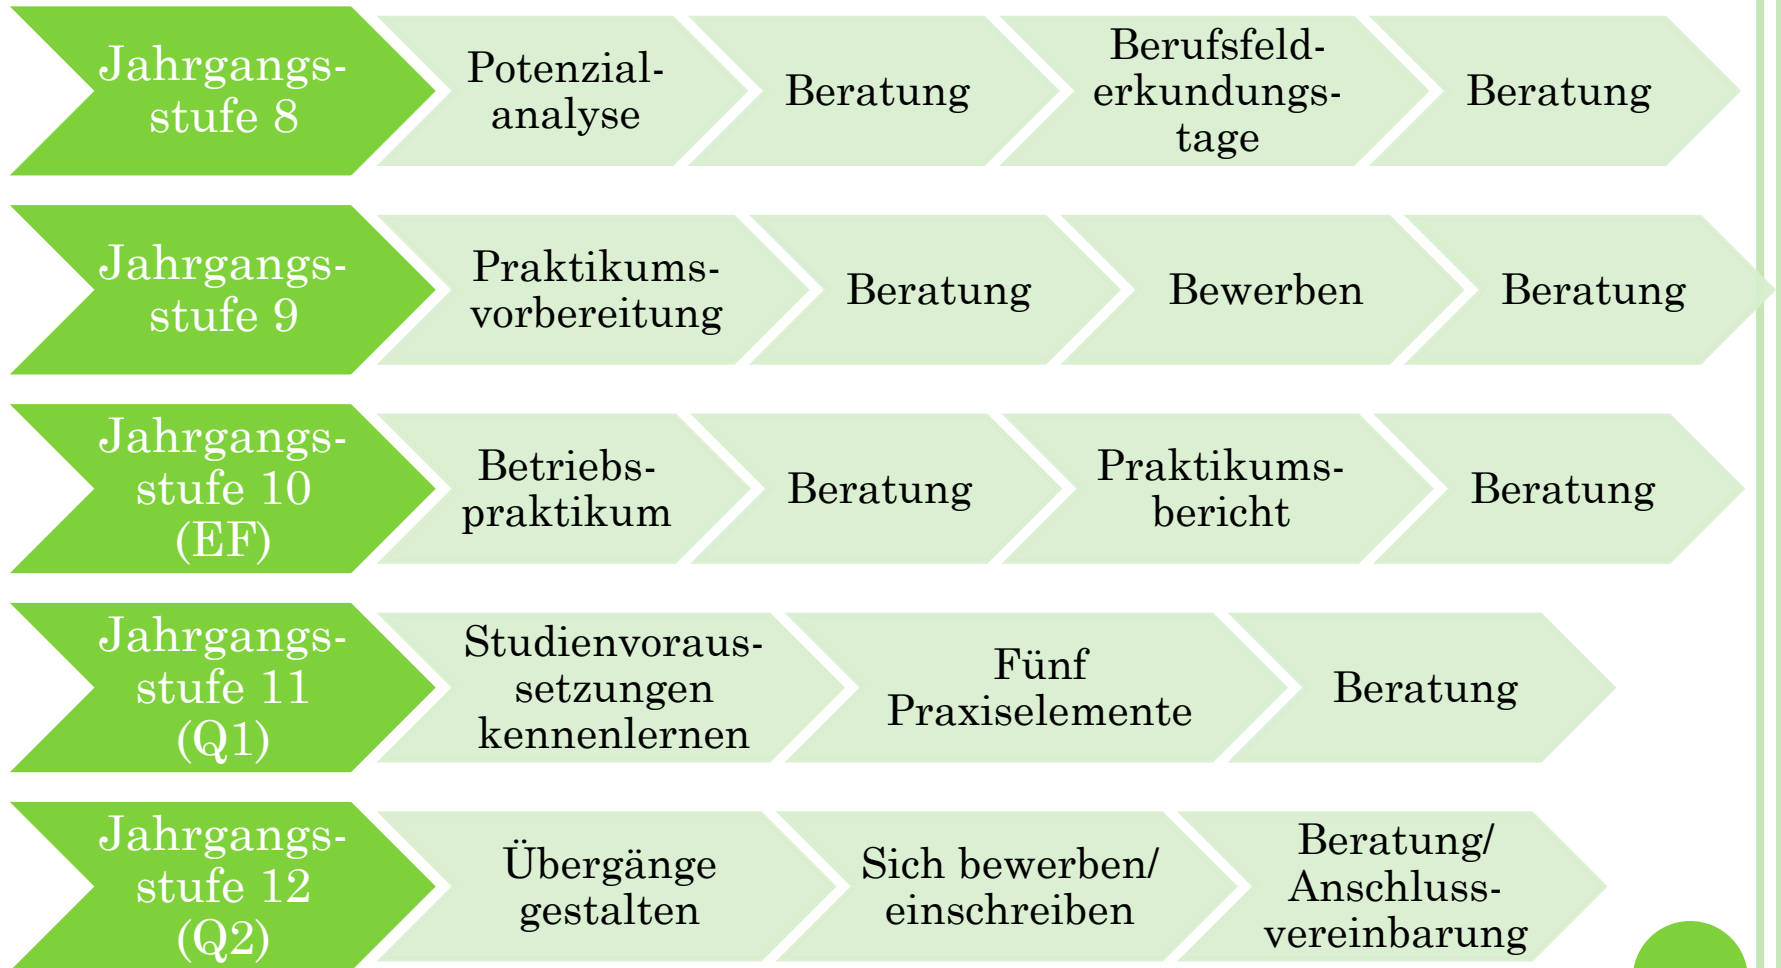 Jahrgangs-
stufe 8
Potenzial-
analyse
Beratung
Berufsfeld-
erkundungs-
tage
Beratung
Jahrgangs-
stufe 9
Praktikums-
vorbereitung
Beratung
Bewerben
Beratung
Jahrgangs-
stufe 10
(EF)
Betriebs-
praktikum
Beratung
Praktikums-
bericht
Beratung
Jahrgangs-
stufe 11
(Q1)
Studienvoraus-
setzungen
kennenlernen
Fünf
Praxiselemente
Beratung
Jahrgangs-
stufe 12
(Q2)
Übergänge
gestalten
Sich bewerben/
einschreiben
Beratung/
Anschluss-
vereinbarung